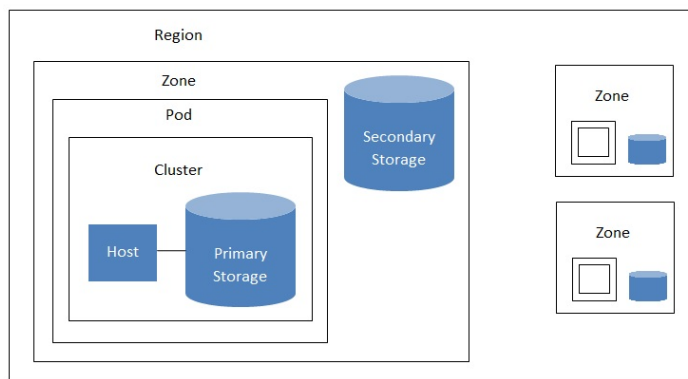 Region
Zone
Pod
Cluster
Host
Primary
Storage
Secondary
Storage
Zone
Zone